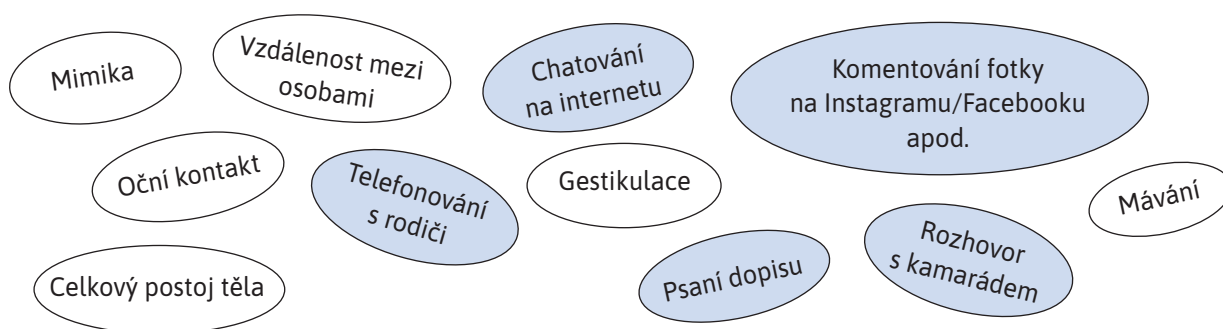 Mimika
Vzdálenost mezi
osobami
Chatování
na internetu
Komentování fotky
na Instagramu/Facebooku
apod.
Oční kontakt
Telefonování
s rodiči
Gestikulace
Mávání
Celkový postoj těla
Psaní dopisu
Rozhovor
s kamarádem